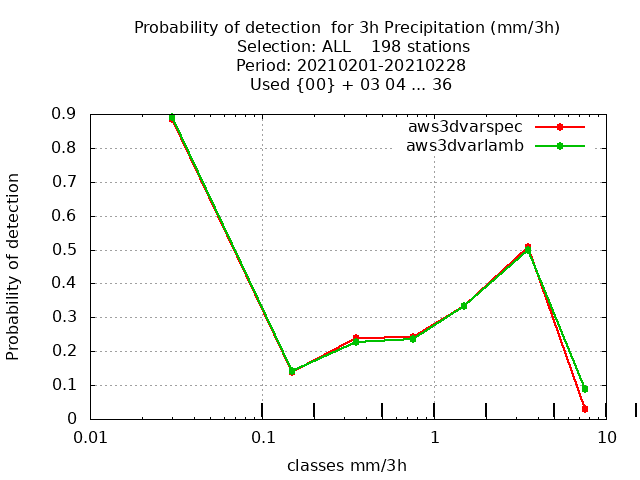 Probability of detection  for 3h Precipitation (mm/3h)
Selection: ALL    198 stations
Period: 20210201-20210228
Used {00} + 03 04 ... 36
aws3dvarspec
aws3dvarlamb
Probability of detection
0.9
0.8
0.7
0.6
0.5
0.4
0.3
0.2
0.1
0
0.01 0.1 1 10
classes mm/3h